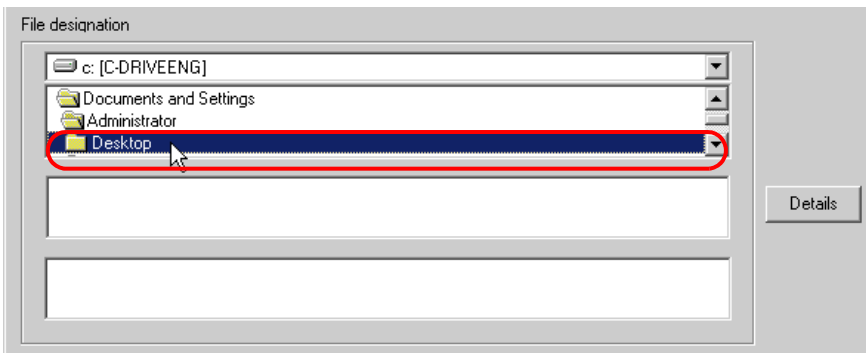 File designation
c: [C-DRIVEENG]
Documents and Settings
Administrator
Desktop
Details